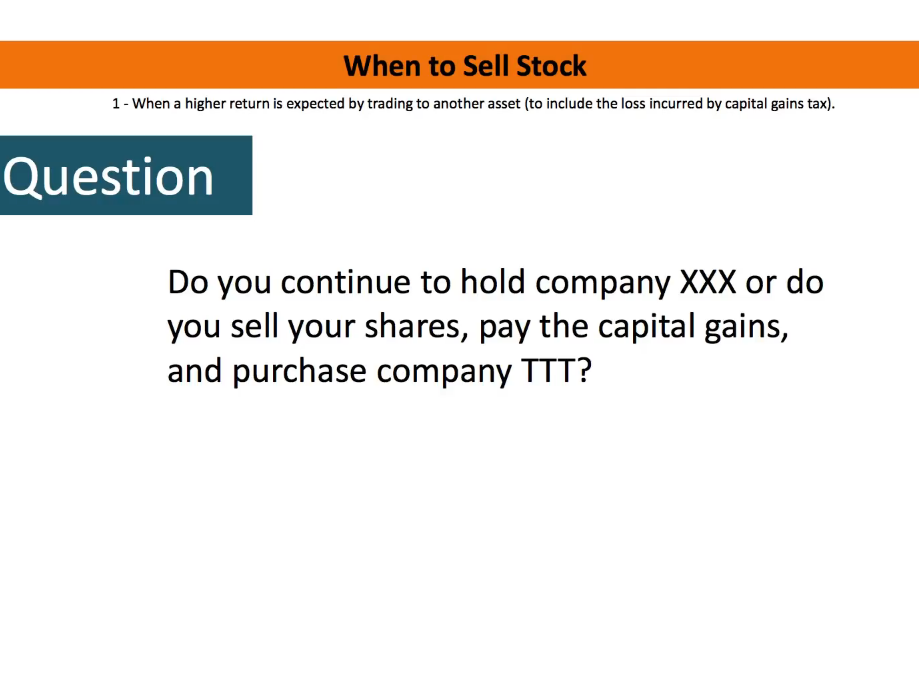 When to Sell Stock
1 - When a higher return is expected by trading to another asset (to include the loss incurred by capital gains tax).
Question
Do you continue to hold company XXX or do
you sell your shares, pay the capital gains,
and purchase company TTT?